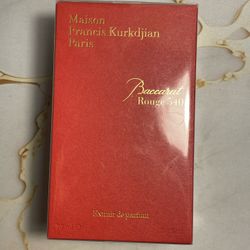 Maison
Francis Kurkdjian
Paris
Baccarat
Rouge 540
Extrait de parfum